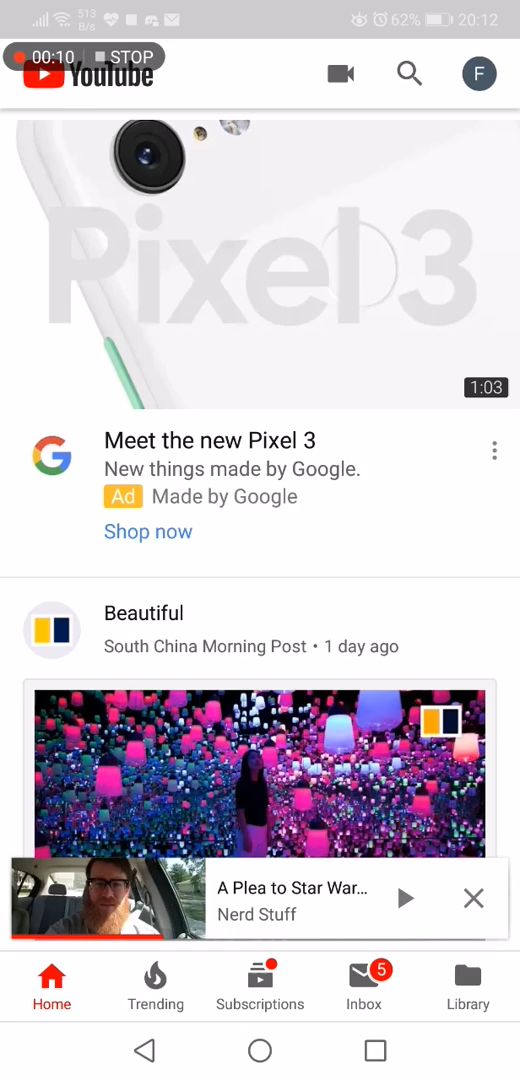 513
B/s
62%
20:12
00:10 STOP
YouTube
F
Pixel 3
1:03
Meet the new Pixel 3
New things made by Google.
Ad Made by Google
Shop now
Beautiful
South China Morning Post • 1 day ago
A Plea to Star War...
Nerd Stuff
5
Home Trending Subscriptions Inbox Library